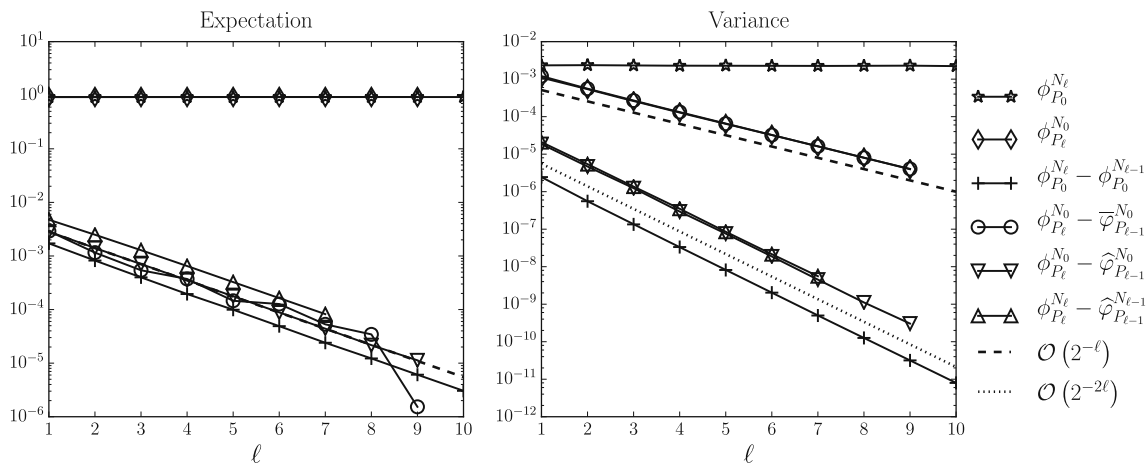 Expectation
10^1
10^0
10^{-1}
10^{-2}
10^{-3}
10^{-4}
10^{-5}
10^{-6}
1 2 3 4 5 6 7 8 9 10
ℓ
Variance
10^{-2}
10^{-3}
10^{-4}
10^{-5}
10^{-6}
10^{-7}
10^{-8}
10^{-9}
10^{-10}
10^{-11}
10^{-12}
1 2 3 4 5 6 7 8 9 10
ℓ
ϕ_{P_0}^{N_ℓ}
ϕ_{P_ℓ}^{N_0}
ϕ_{P_0}^{N_ℓ} − ϕ_{P_0}^{N_{ℓ−1}}
ϕ_{P_ℓ}^{N_0} − \overline{φ}_{P_{ℓ−1}}^{N_0}
ϕ_{P_ℓ}^{N_0} − \widehat{φ}_{P_{ℓ−1}}^{N_0}
ϕ_{P_ℓ}^{N_ℓ} − \widehat{φ}_{P_{ℓ−1}}^{N_{ℓ−1}}
𝒪(2^{−ℓ})
𝒪(2^{−2ℓ})